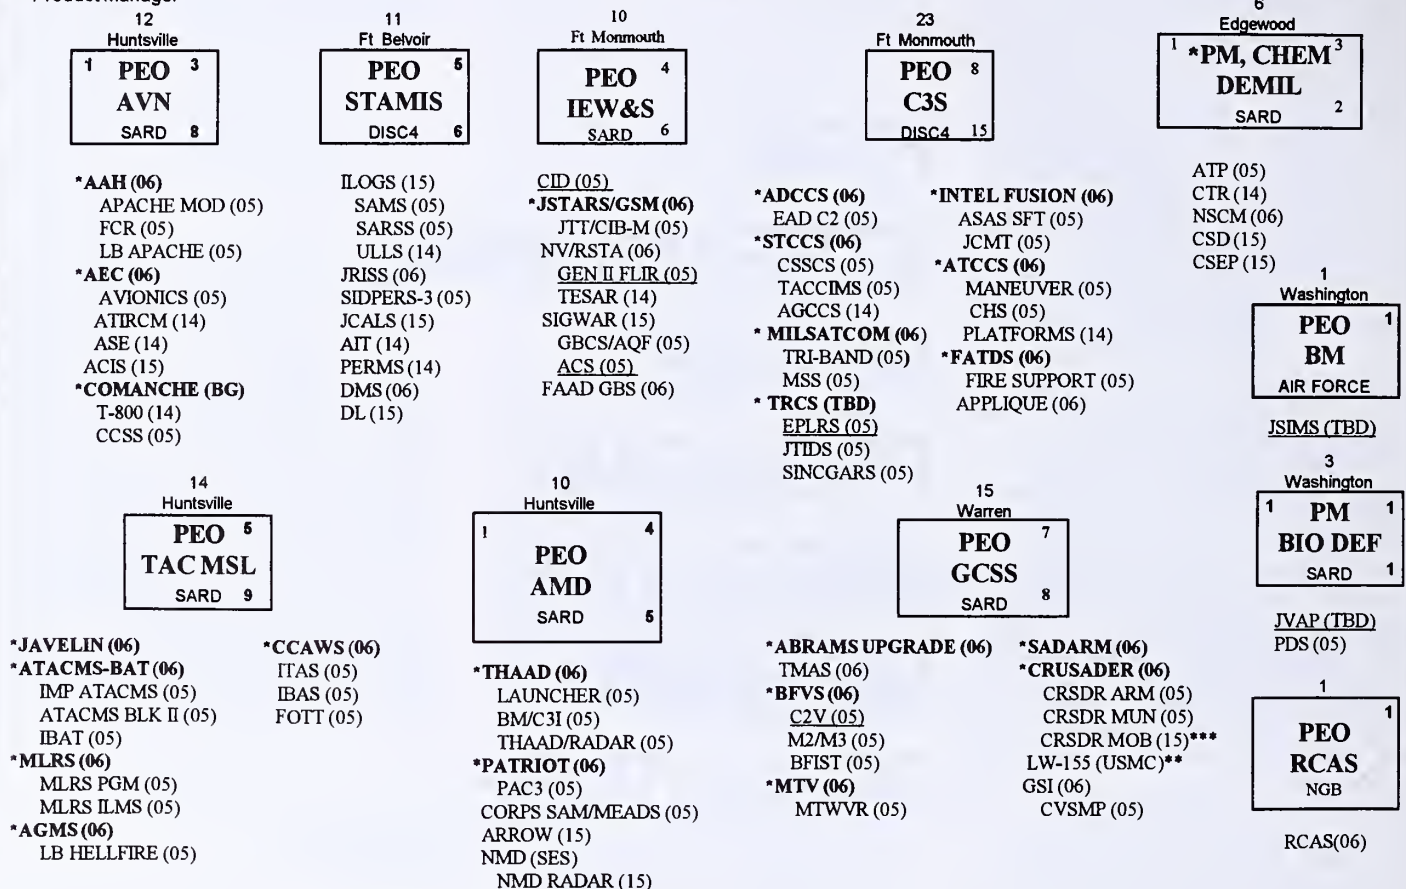 Product Manager
12
Huntsville
1 PEO 3
AVN
SARD 8
*AAH (06)
APACHE MOD (05)
FCR (05)
LB APACHE (05)
*AEC (06)
AVIONICS (05)
ATIRCM (14)
ASE (14)
ACIS (15)
*COMANCHE (BG)
T-800 (14)
CCSS (05)
11
Ft Belvoir
PEO 5
STAMIS
DISC4 6
ILOGS (15)
SAMS (05)
SARSS (05)
ULLS (14)
JRISS (06)
SIDPERS-3 (05)
JCALS (15)
AIT (14)
PERMS (14)
DMS (06)
DL (15)
10
Ft Monmouth
PEO 4
IEW&S
SARD 6
CID (05)
*JSTARS/GSM (06)
JTT/CIB-M (05)
NV/RSTA (06)
GEN II FLIR (05)
TESAR (14)
SIGWAR (15)
GBCS/AQF (05)
ACS (05)
FAAD GBS (06)
23
Ft Monmouth
PEO 8
C3S
DISC4 15
*ADCCS (06)
EAD C2 (05)
*STCCS (06)
CSSCS (05)
TACCIMS (05)
AGCCS (14)
* MILSATCOM (06)
TRI-BAND (05)
MSS (05)
* TRCS (TBD)
EPLRS (05)
JTIDS (05)
SINCGARS (05)
*INTEL FUSION (06)
ASAS SFT (05)
JCMT (05)
*ATCCS (06)
MANEUVER (05)
CHS (05)
PLATFORMS (14)
*FATDS (06)
FIRE SUPPORT (05)
APPLIQUE (06)
6
Edgewood
1 *PM, CHEM 3
DEMIL
SARD 2
ATP (05)
CTR (14)
NSCM (06)
CSD (15)
CSEP (15)
1
Washington
PEO 1
BM
AIR FORCE
JSIMS (TBD)
3
Washington
1 PM 1
BIO DEF
SARD 1
JVAP (TBD)
PDS (05)
1
PEO 1
RCAS
NGB
RCAS(06)
14
Huntsville
PEO 5
TAC MSL
SARD 9
*JAVELIN (06)
*ATACMS-BAT (06)
IMP ATACMS (05)
ATACMS BLK II (05)
IBAT (05)
*MLRS (06)
MLRS PGM (05)
MLRS ILMS (05)
*AGMS (06)
LB HELLFIRE (05)
*CCAWS (06)
ITAS (05)
IBAS (05)
FOTT (05)
10
Huntsville
1 4
PEO
AMD
SARD 5
*THAAD (06)
LAUNCHER (05)
BM/C3I (05)
THAAD/RADAR (05)
*PATRIOT (06)
PAC3 (05)
CORPS SAM/MEADS (05)
ARROW (15)
NMD (SES)
NMD RADAR (15)
15
Warren
PEO 7
GCSS
SARD 8
*ABRAMS UPGRADE (06)
TMAS (06)
*BFVS (06)
C2V (05)
M2/M3 (05)
BFIST (05)
*MTV (06)
MTWVR (05)
*SADARM (06)
*CRUSADER (06)
CRSDR ARM (05)
CRSDR MUN (05)
CRSDR MOB (15)***
LW-155 (USMC)**
GSI (06)
CVSMP (05)